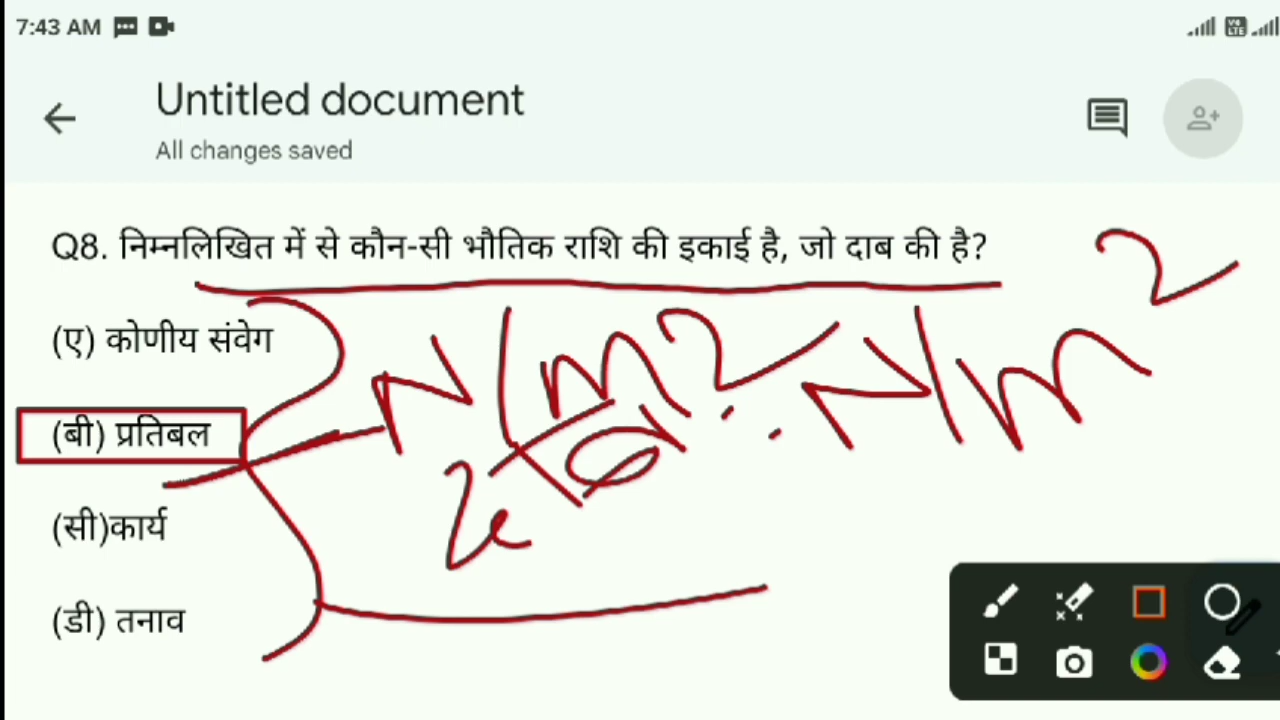 7:43 AM
Untitled document
All changes saved
Q8. निम्नलिखित में से कौन-सी भौतिक राशि की इकाई है, जो दाब की है?
(ए) कोणीय संवेग
(बी) प्रतिबल
(सी)कार्य
(डी) तनाव
N/m² : N/m²